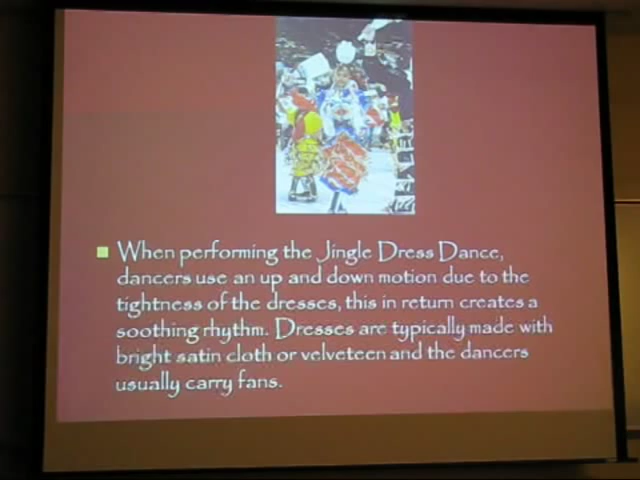 When performing the Jingle Dress Dance,
dancers use an up and down motion due to the
tightness of the dresses, this in return creates a
soothing rhythm. Dresses are typically made with
bright satin cloth or velveteen and the dancers
usually carry fans.